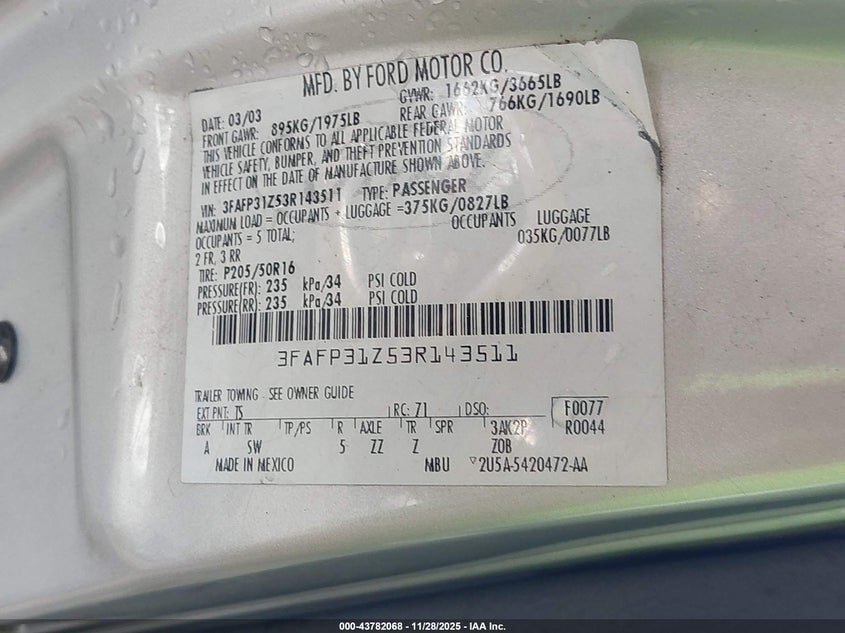 MFD. BY FORD MOTOR CO.
DATE: 03/03 GVWR: 1662KG/3665LB
FRONT GAWR: 895KG/1975LB REAR GAWR: 766KG/1690LB
THIS VEHICLE CONFORMS TO ALL APPLICABLE FEDERAL MOTOR
VEHICLE SAFETY, BUMPER, AND THEFT PREVENTION STANDARDS
IN EFFECT ON THE DATE OF MANUFACTURE SHOWN ABOVE.
VIN: 3FAFP31Z53R143511 TYPE: PASSENGER
MAXIMUM LOAD = OCCUPANTS + LUGGAGE =375KG/0827LB
OCCUPANTS = 5 TOTAL; OCCUPANTS LUGGAGE
2 FR, 3 RR 035KG/0077LB
TIRE: P205/50R16
PRESSURE(FR): 235 kPa/34 PSI COLD
PRESSURE(RR): 235 kPa/34 PSI COLD
3FAFP31Z53R143511
TRAILER TOWING - SEE OWNER GUIDE
EXT PNT: TS RC: 71 DSO: F0077
BRK INT TR TP/PS R AXLE TR SPR 3AK2P R0044
A SW 5 ZZ Z Z0B
MADE IN MEXICO MBU 2U5A-5420472-AA
000-43782068 - 11/28/2025 - IAA Inc.